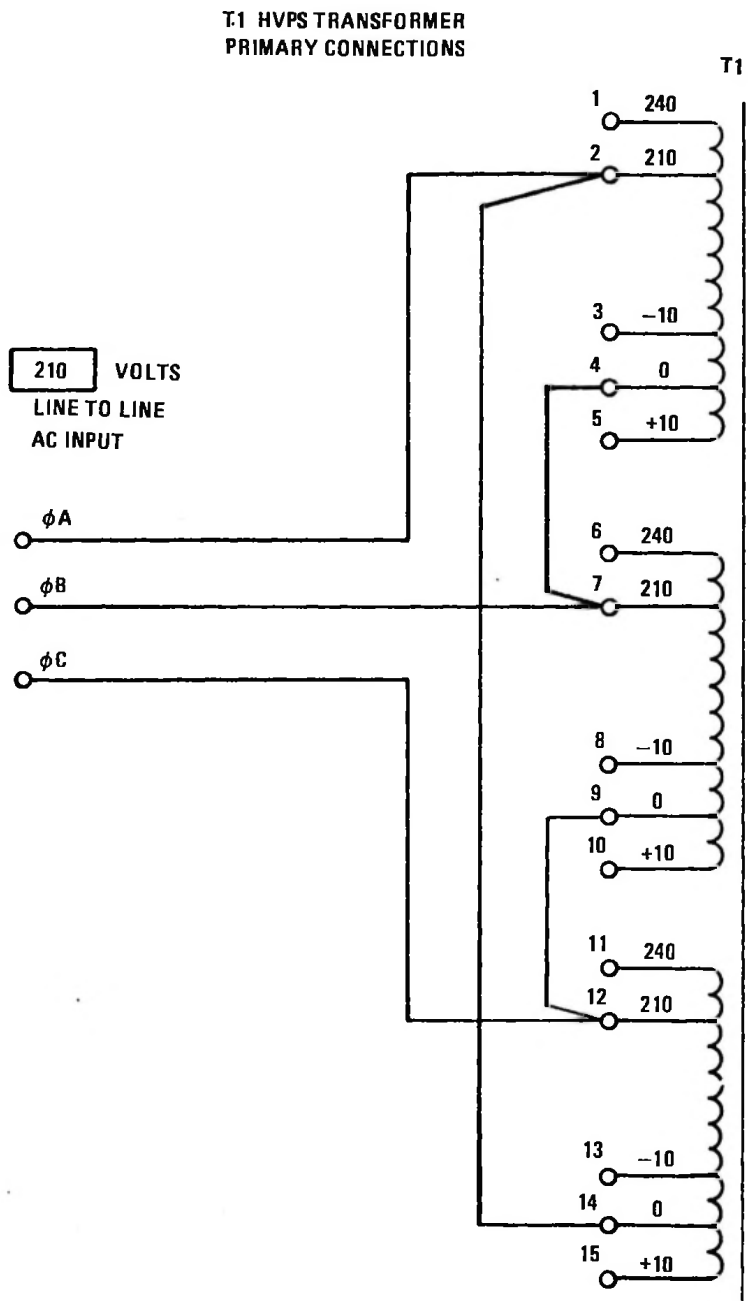 T.1 HVPS TRANSFORMER
PRIMARY CONNECTIONS
T1
1 240
2 210
3 −10
4 0
5 +10
210 VOLTS
LINE TO LINE
AC INPUT
ϕA
ϕB
ϕC
6 240
7 210
8 −10
9 0
10 +10
11 240
12 210
13 −10
14 0
15 +10